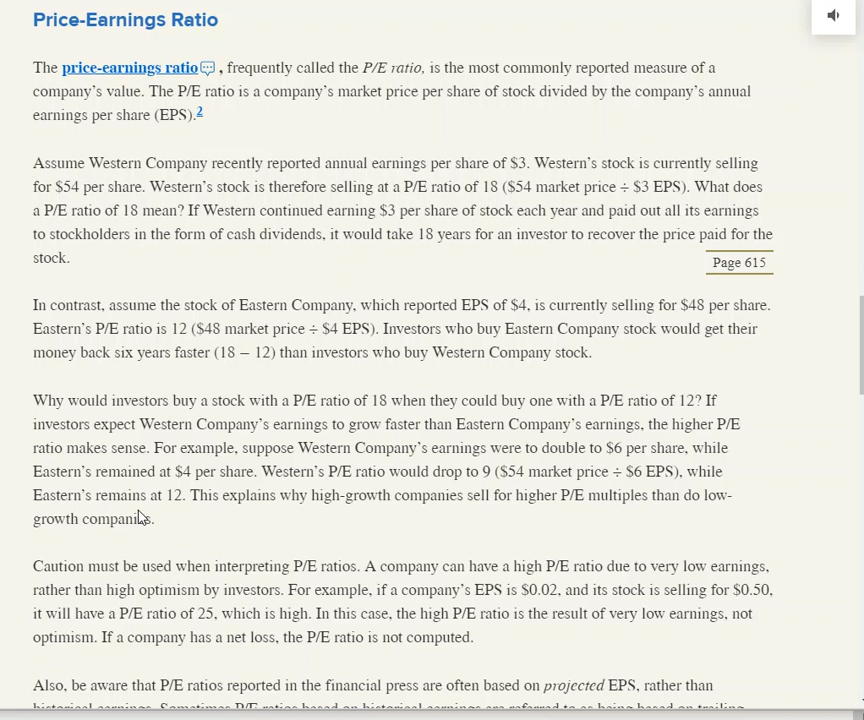 Price-Earnings Ratio
The price-earnings ratio , frequently called the P/E ratio, is the most commonly reported measure of a
company's value. The P/E ratio is a company's market price per share of stock divided by the company's annual
earnings per share (EPS).2
Assume Western Company recently reported annual earnings per share of $3. Western's stock is currently selling
for $54 per share. Western's stock is therefore selling at a P/E ratio of 18 ($54 market price ÷ $3 EPS). What does
a P/E ratio of 18 mean? If Western continued earning $3 per share of stock each year and paid out all its earnings
to stockholders in the form of cash dividends, it would take 18 years for an investor to recover the price paid for the
stock.
Page 615
In contrast, assume the stock of Eastern Company, which reported EPS of $4, is currently selling for $48 per share.
Eastern's P/E ratio is 12 ($48 market price ÷ $4 EPS). Investors who buy Eastern Company stock would get their
money back six years faster (18 − 12) than investors who buy Western Company stock.
Why would investors buy a stock with a P/E ratio of 18 when they could buy one with a P/E ratio of 12? If
investors expect Western Company's earnings to grow faster than Eastern Company's earnings, the higher P/E
ratio makes sense. For example, suppose Western Company's earnings were to double to $6 per share, while
Eastern's remained at $4 per share. Western's P/E ratio would drop to 9 ($54 market price ÷ $6 EPS), while
Eastern's remains at 12. This explains why high-growth companies sell for higher P/E multiples than do low-
growth companies.
Caution must be used when interpreting P/E ratios. A company can have a high P/E ratio due to very low earnings,
rather than high optimism by investors. For example, if a company's EPS is $0.02, and its stock is selling for $0.50,
it will have a P/E ratio of 25, which is high. In this case, the high P/E ratio is the result of very low earnings, not
optimism. If a company has a net loss, the P/E ratio is not computed.
Also, be aware that P/E ratios reported in the financial press are often based on projected EPS, rather than
historical earnings. Sometimes P/E ratios based on historical earnings are referred to as being based on trailing